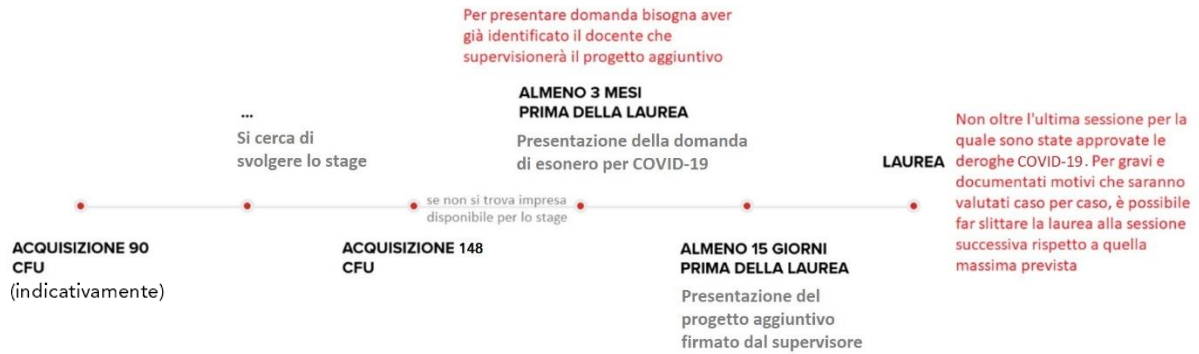 Per presentare domanda bisogna aver
già identificato il docente che
supervisionerà il progetto aggiuntivo
ALMENO 3 MESI
PRIMA DELLA LAUREA
Presentazione della domanda
di esonero per COVID-19
...
Si cerca di
svolgere lo stage
Non oltre l'ultima sessione per la
quale sono state approvate le
deroghe COVID-19. Per gravi e
documentati motivi che saranno
valutati caso per caso, è possibile
far slittare la laurea alla sessione
successiva rispetto a quella
massima prevista
LAUREA
se non si trova impresa
disponibile per lo stage
ACQUISIZIONE 90
CFU
(indicativamente)
ACQUISIZIONE 148
CFU
ALMENO 15 GIORNI
PRIMA DELLA LAUREA
Presentazione del
progetto aggiuntivo
firmato dal supervisore